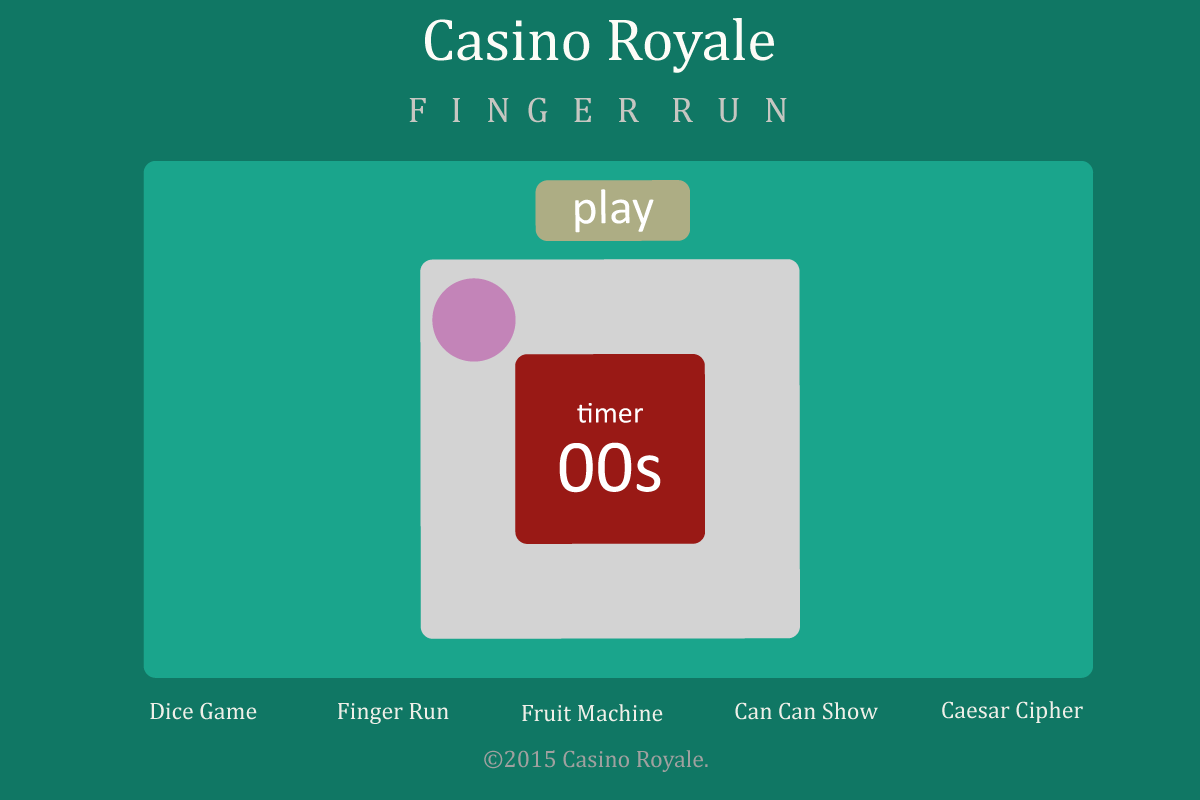 Casino Royale
FINGER RUN
play
timer
00s
Dice Game Finger Run Fruit Machine Can Can Show Caesar Cipher
©2015 Casino Royale.